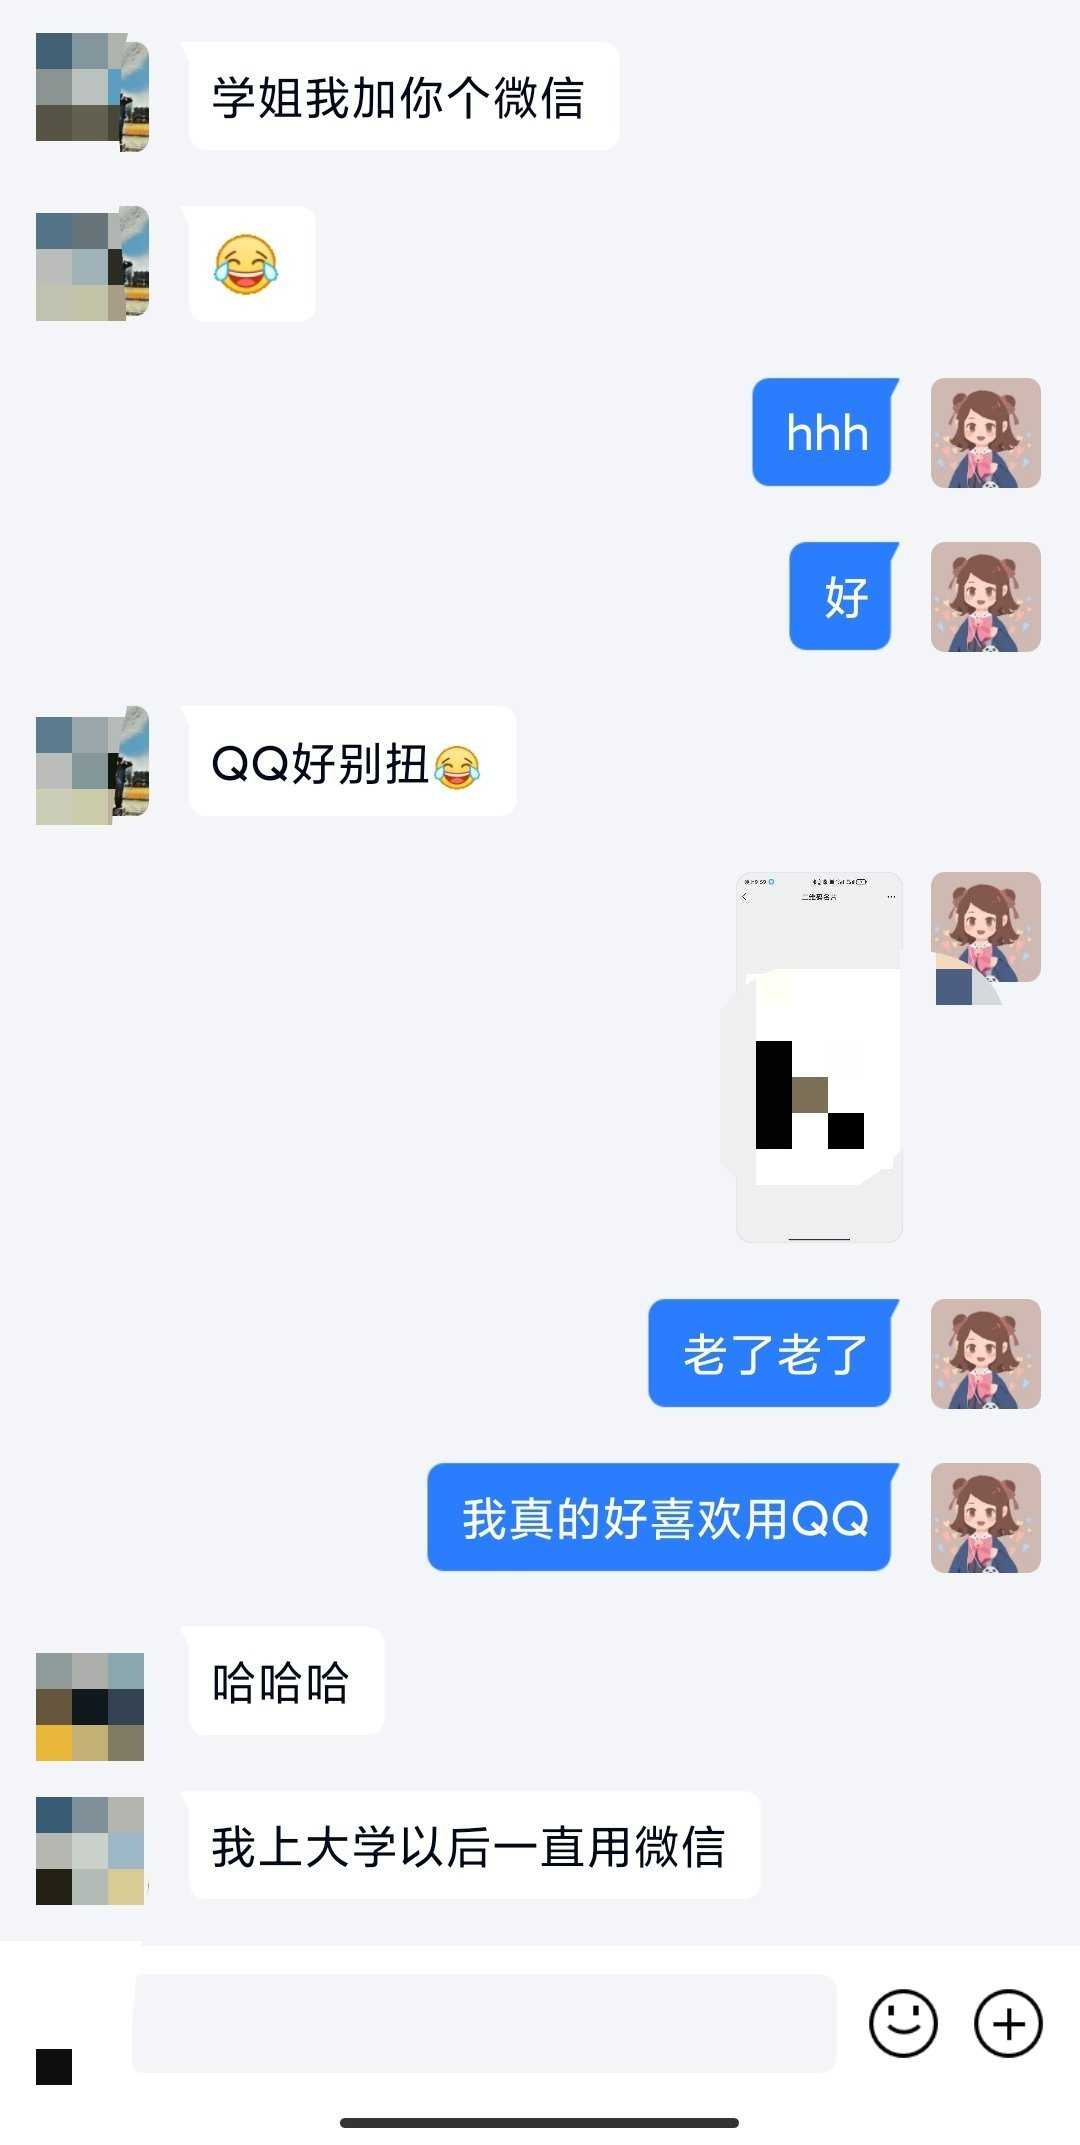 学姐我加你个微信
hhh
好
QQ好别扭
二维码名片
老了老了
我真的好喜欢用QQ
哈哈哈
我上大学以后一直用微信